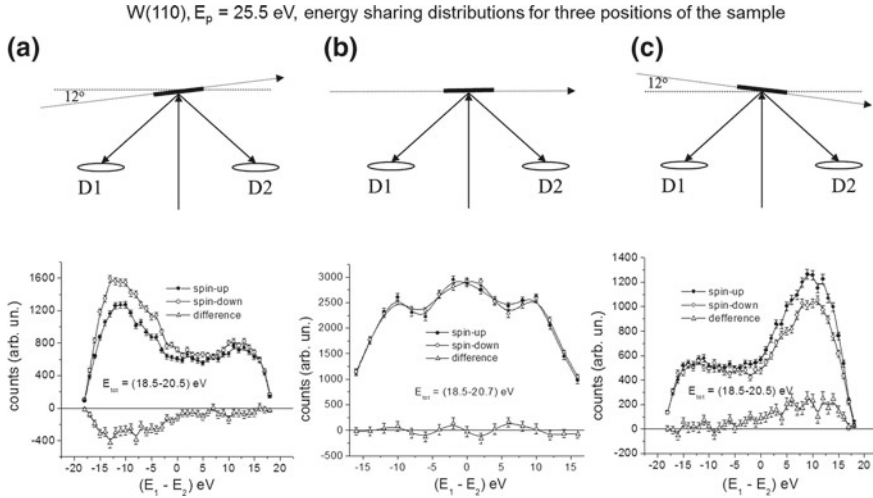 W(110), Ep = 25.5 eV, energy sharing distributions for three positions of the sample
(a)
(b)
(c)
12°
12°
D1
D2
D1
D2
D1
D2
spin-up
spin-down
difference
Etot = (18.5-20.5) eV
counts (arb. un.)
1600
1200
800
400
0
-400
-20 -15 -10 -5 0 5 10 15 20
(E1 - E2) eV
spin-up
spin-down
difference
Etot = (18.5-20.7) eV
counts (arb. un.)
3000
2500
2000
1500
1000
500
0
-500
-15 -10 -5 0 5 10 15
(E1 - E2) eV
spin-up
spin-down
difference
Etot = (18.5-20.5) eV
counts (arb. un.)
1400
1200
1000
800
600
400
200
0
-200
-20 -15 -10 -5 0 5 10 15 20
(E1 - E2) eV